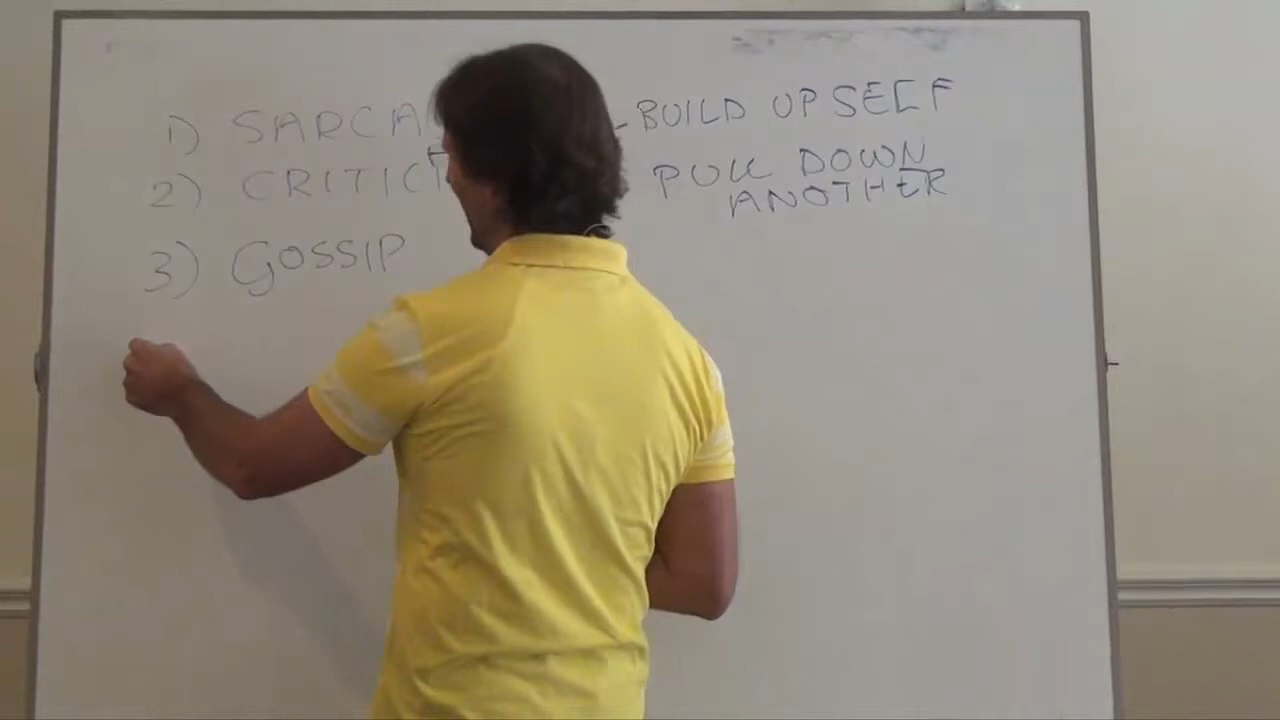 1) SARCA - BUILD UP SELF
2) CRITIC PULL DOWN
ANOTHER
3) GOSSIP